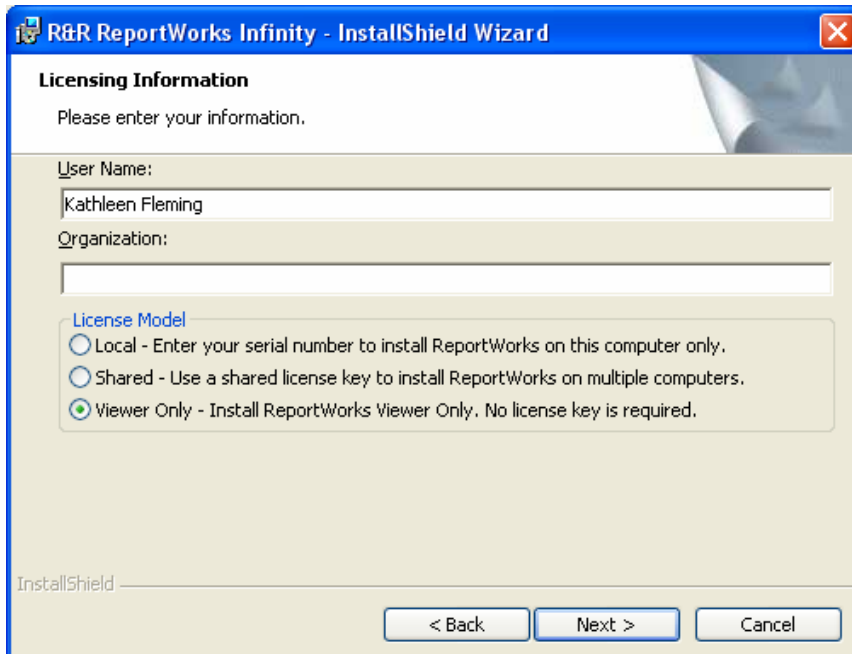 R&R ReportWorks Infinity - InstallShield Wizard
Licensing Information
Please enter your information.
User Name:
Kathleen Fleming
Organization:
License Model
Local - Enter your serial number to install ReportWorks on this computer only.
Shared - Use a shared license key to install ReportWorks on multiple computers.
Viewer Only - Install ReportWorks Viewer Only. No license key is required.
InstallShield
< Back Next > Cancel